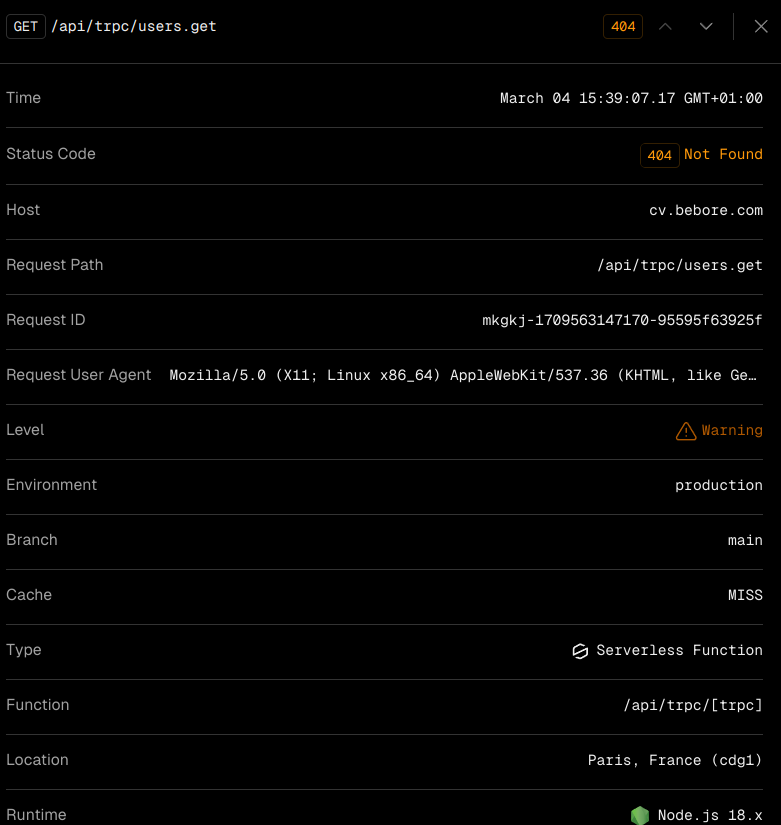 GET /api/trpc/users.get 404
Time March 04 15:39:07.17 GMT+01:00
Status Code 404 Not Found
Host cv.bebore.com
Request Path /api/trpc/users.get
Request ID mkgkj-1709563147170-95595f63925f
Request User Agent Mozilla/5.0 (X11; Linux x86_64) AppleWebKit/537.36 (KHTML, like Ge…
Level Warning
Environment production
Branch main
Cache MISS
Type Serverless Function
Function /api/trpc/[trpc]
Location Paris, France (cdg1)
Runtime Node.js 18.x